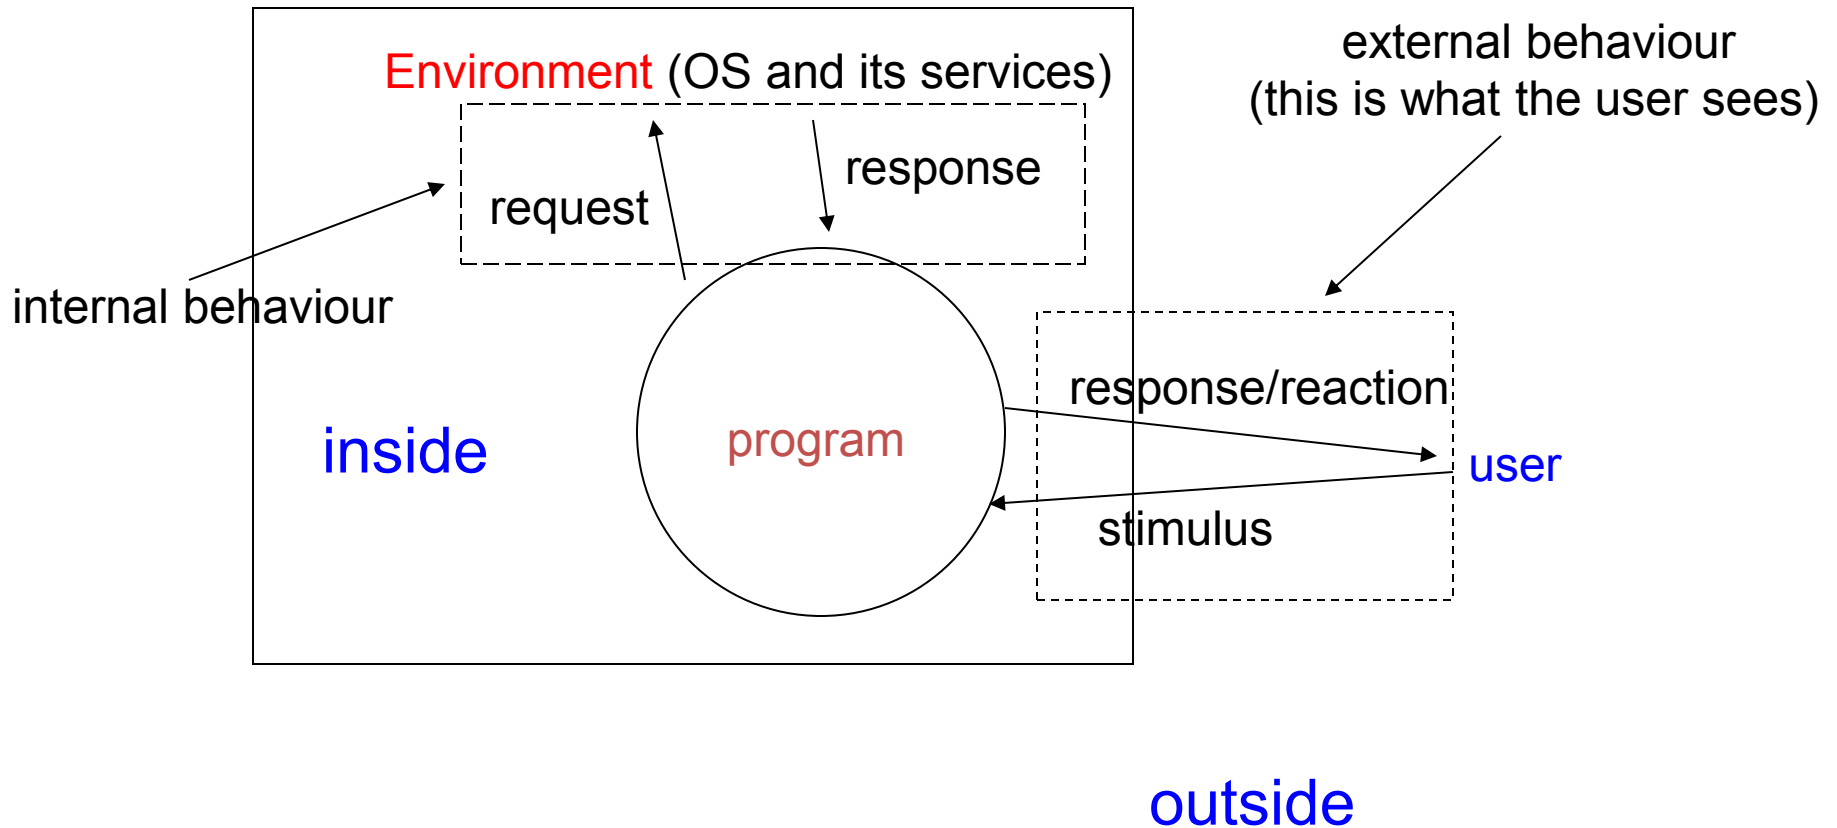 external behaviour
(this is what the user sees)
Environment (OS and its services)
response
request
internal behaviour
response/reaction
inside
program
user
stimulus
outside